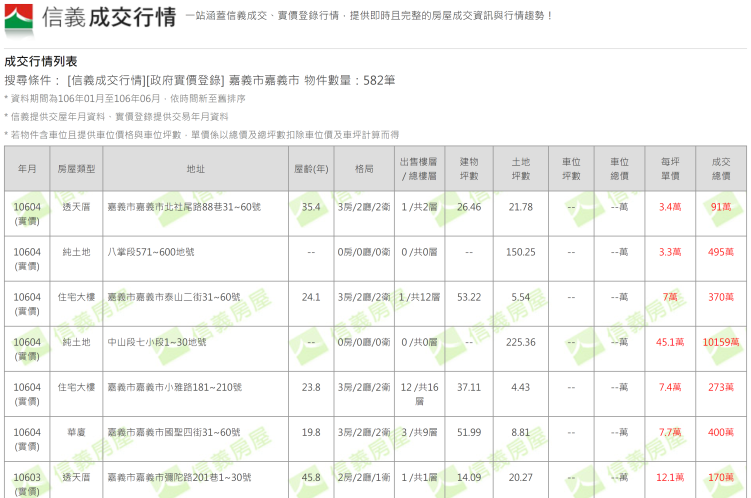 信義成交行情 一站涵蓋信義成交、實價登錄行情，提供即時且完整的房屋成交資訊與行情趨勢！
成交行情列表
搜尋條件： [信義成交行情][政府實價登錄] 嘉義市嘉義市 物件數量：582筆
* 資料期間為106年01月至106年06月，依時間新至舊排序
* 信義提供交屋年月資料、實價登錄提供交易年月資料
* 若物件含車位且提供車位價格與車位坪數，單價係以總價及總坪數扣除車位價及車坪計算而得
年月 房屋類型 地址 屋齡(年) 格局 出售樓層/總樓層 建物坪數 土地坪數 車位坪數 車位總價 每坪單價 成交總價
10604(實價) 透天厝 嘉義市嘉義市北社尾路88巷31~60號 35.4 3房/2廳/2衛 1 /共2層 26.46 21.78 -- --萬 3.4萬 91萬
10604(實價) 純土地 八掌段571~600地號 -- 0房/0廳/0衛 0 /共0層 -- 150.25 -- --萬 3.3萬 495萬
10604(實價) 住宅大樓 嘉義市嘉義市泰山二街31~60號 24.1 3房/2廳/2衛 1 /共12層 53.22 5.54 -- --萬 7萬 370萬
10604(實價) 純土地 中山段七小段1~30地號 -- 0房/0廳/0衛 0 /共0層 -- 225.36 -- --萬 45.1萬 10159萬
10604(實價) 住宅大樓 嘉義市嘉義市小雅路181~210號 23.8 3房/2廳/2衛 12 /共16層 37.11 4.43 -- --萬 7.4萬 273萬
10604(實價) 華廈 嘉義市嘉義市國聖四街31~60號 19.8 3房/2廳/2衛 3 /共9層 51.99 8.81 -- --萬 7.7萬 400萬
10603(實價) 透天厝 嘉義市嘉義市彌陀路201巷1~30號 45.8 2房/2廳/1衛 1 /共1層 14.09 20.27 -- --萬 12.1萬 170萬
信義房屋